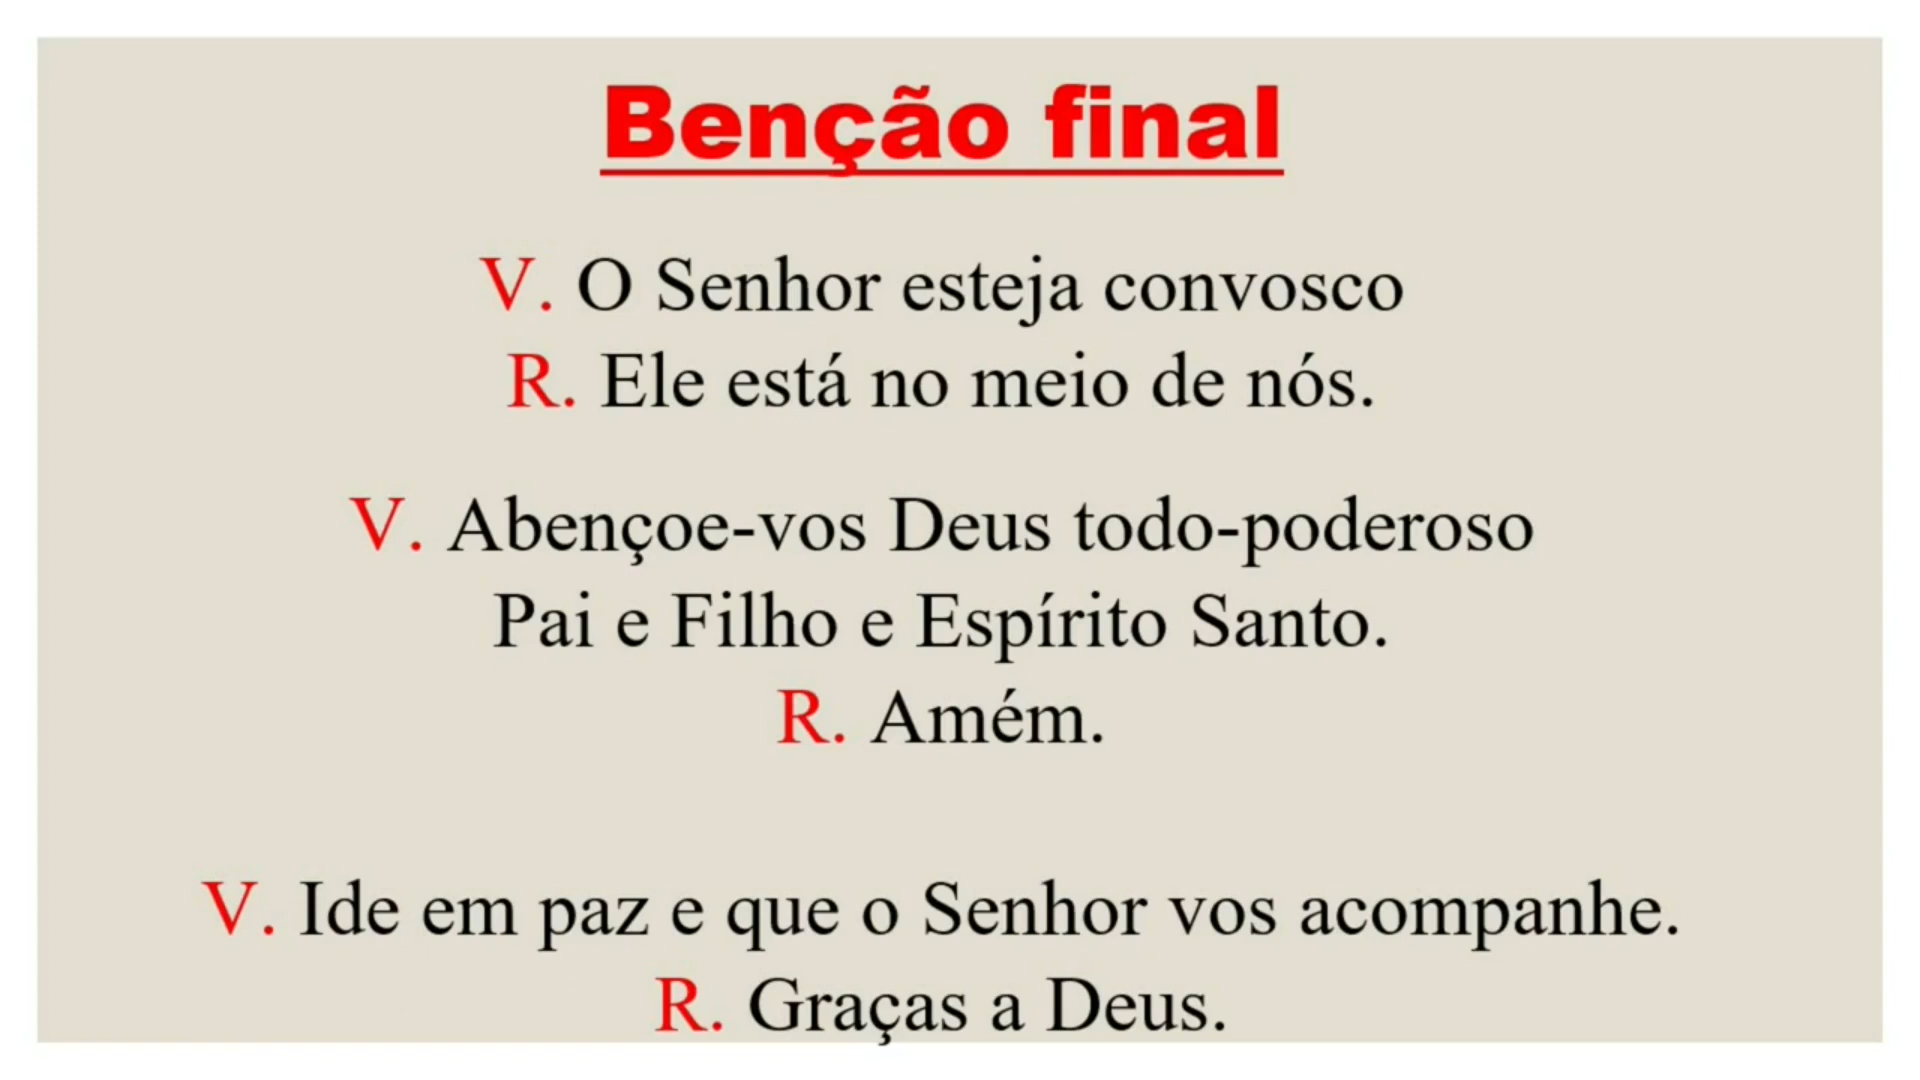 Benção final
V. O Senhor esteja convosco
R. Ele está no meio de nós.
V. Abençoe-vos Deus todo-poderoso
Pai e Filho e Espírito Santo.
R. Amém.
V. Ide em paz e que o Senhor vos acompanhe.
R. Graças a Deus.